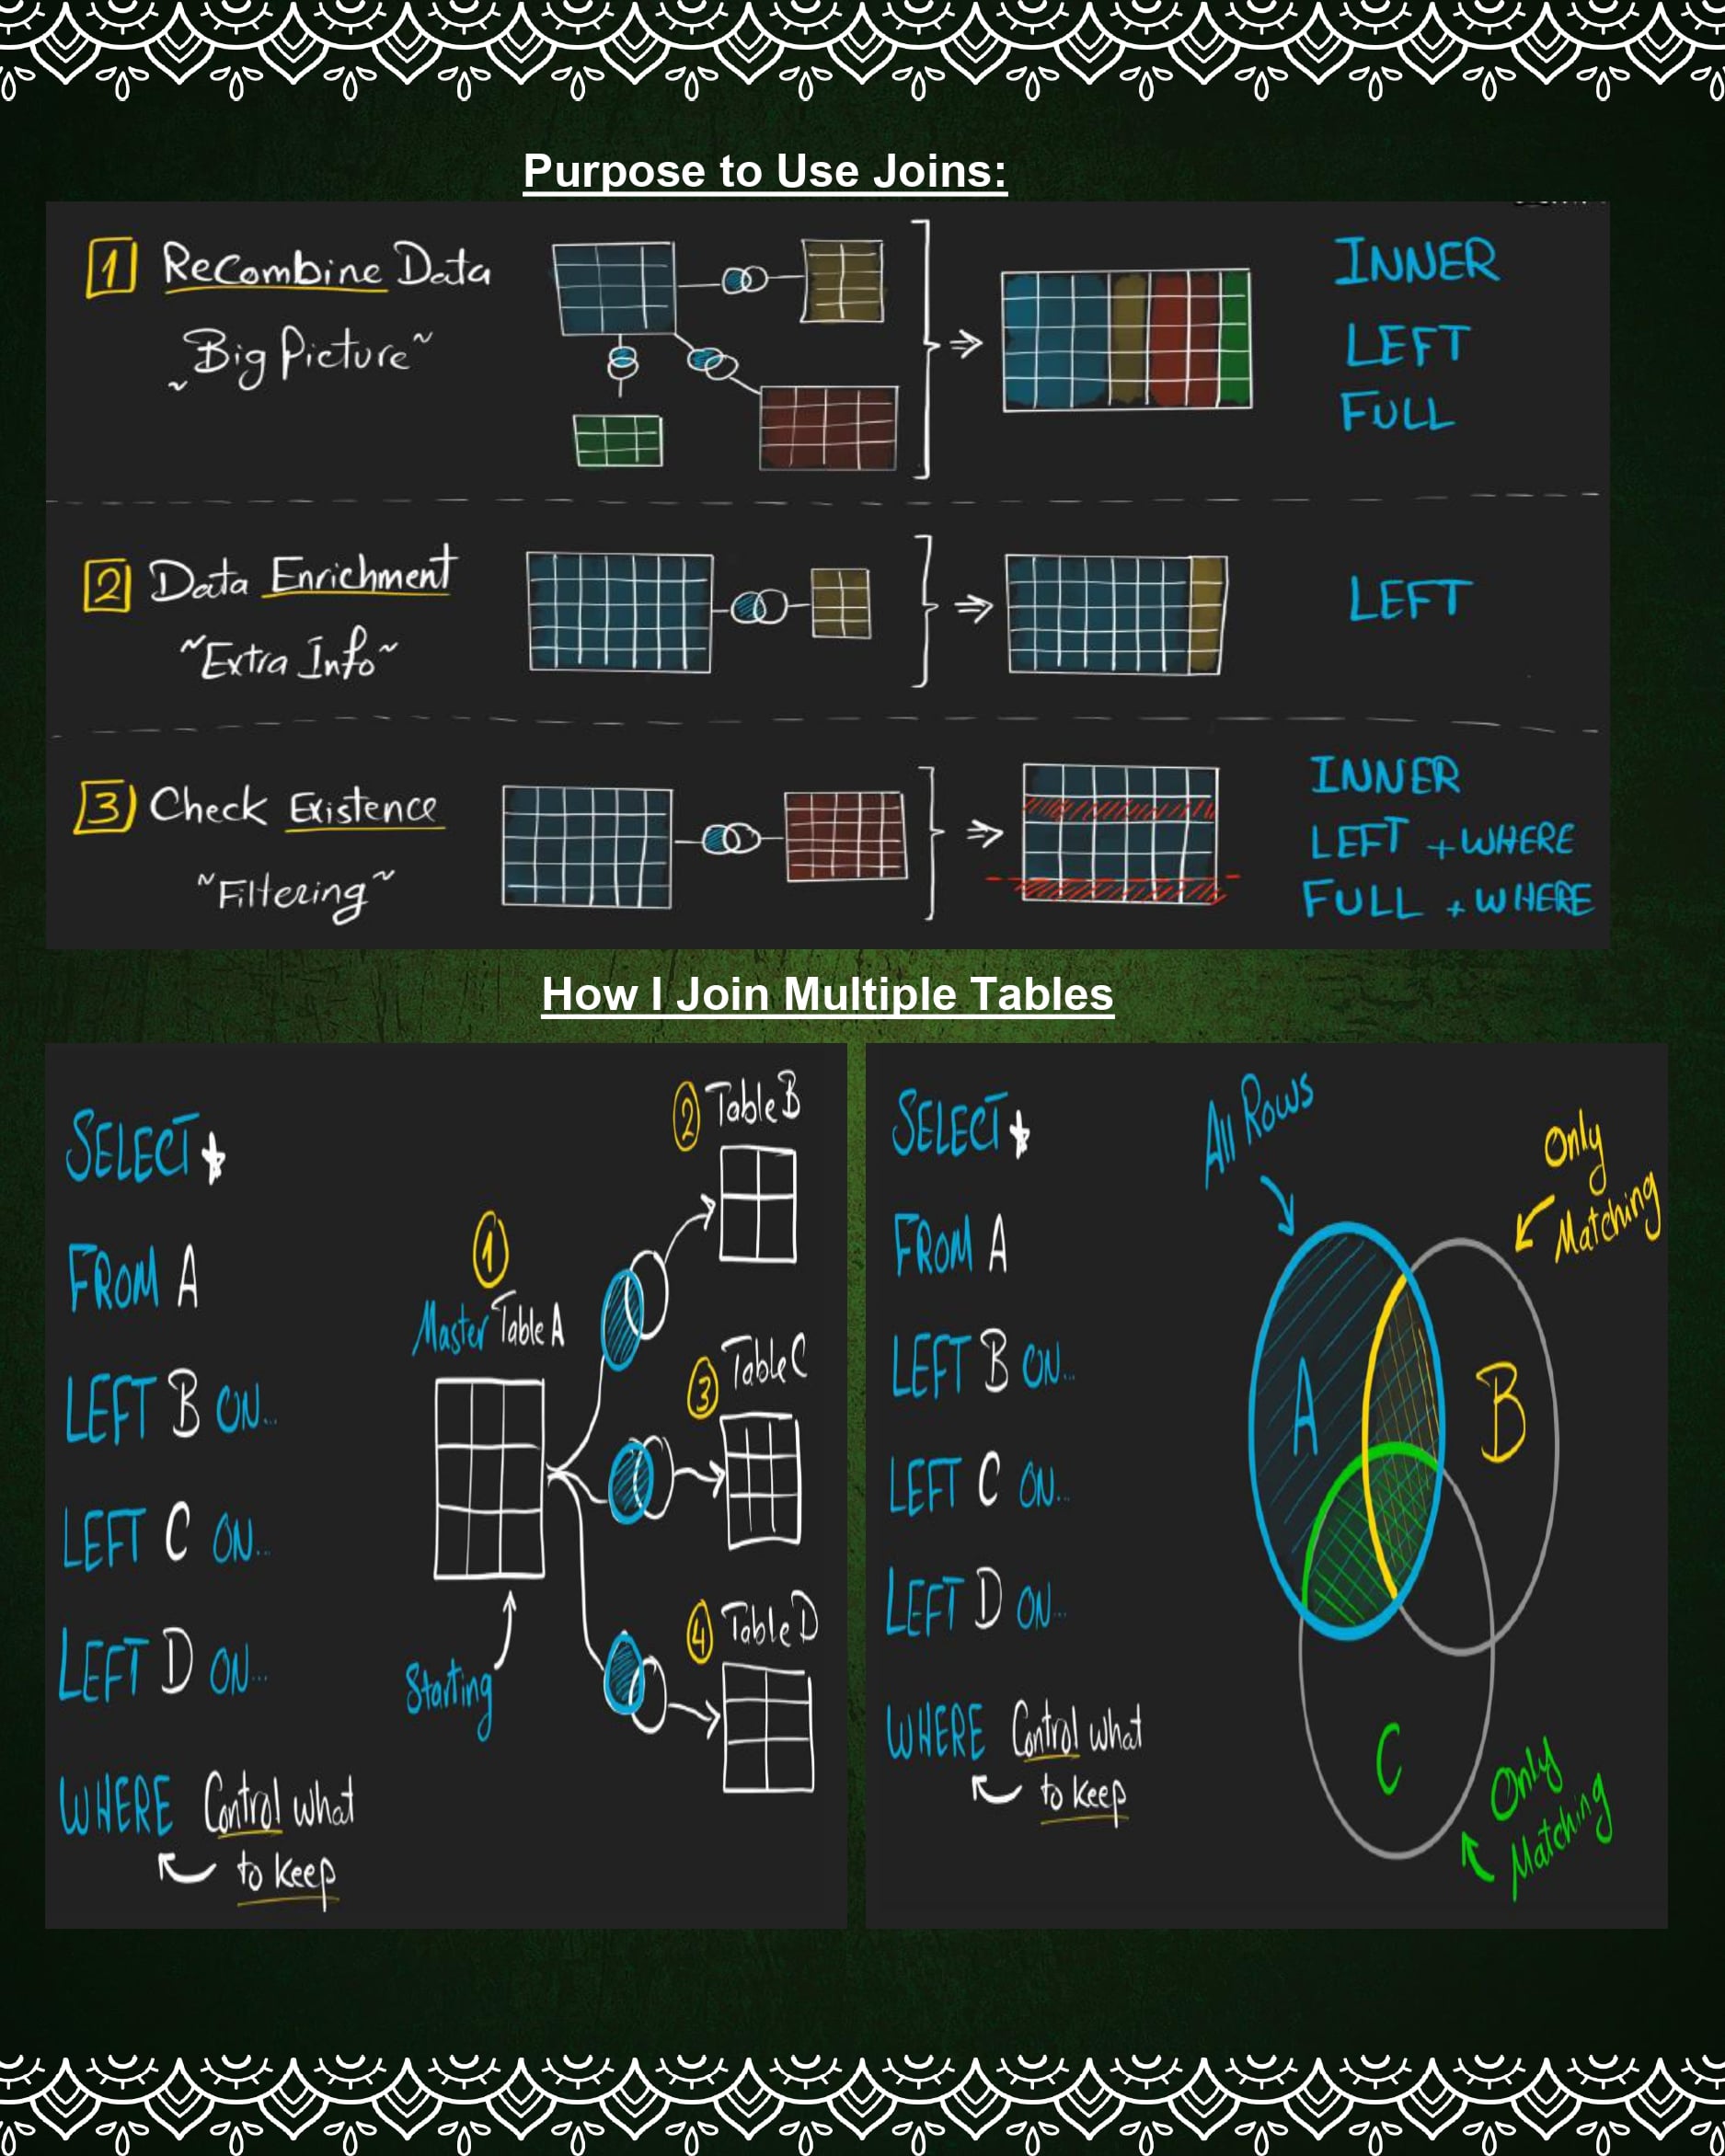 Purpose to Use Joins:
1 ReCombine Data
~Big Picture~
INNER
LEFT
FULL
2 Data Enrichment
~Extra Info~
LEFT
3 Check Existence
~Filtering~
INNER
LEFT + WHERE
FULL + WHERE
How I Join Multiple Tables
SELECT *
FROM A
LEFT B ON...
LEFT C ON...
LEFT D ON...
WHERE Control what
to keep
1
Master Table A
Starting
2 Table B
3 Table C
4 Table D
SELECT *
FROM A
LEFT B ON...
LEFT C ON...
LEFT D ON...
WHERE Control what
to keep
All Rows
Only
Matching
A
B
C
Only
Matching